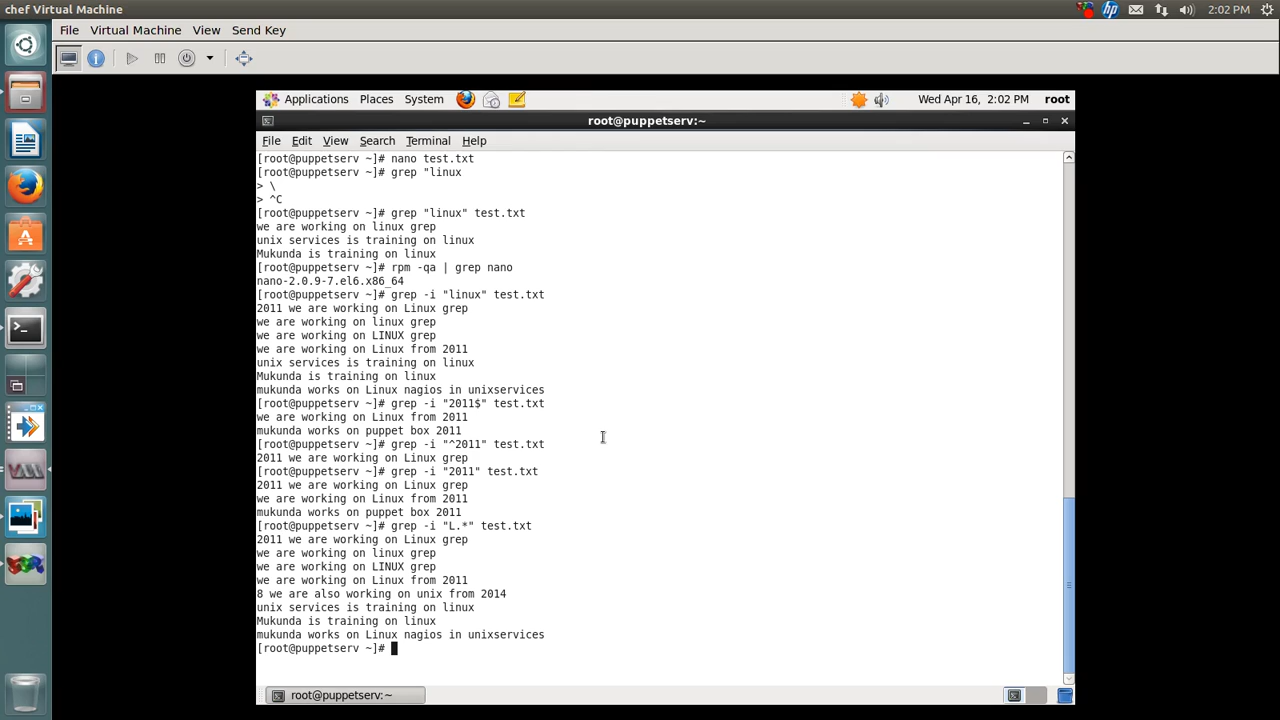 chef Virtual Machine
2:02 PM
File Virtual Machine View Send Key
Applications Places System
Wed Apr 16, 2:02 PM root
root@puppetserv:~
File Edit View Search Terminal Help
[root@puppetserv ~]# nano test.txt
[root@puppetserv ~]# grep "linux
> \
> ^C
[root@puppetserv ~]# grep "linux" test.txt
we are working on linux grep
unix services is training on linux
Mukunda is training on linux
[root@puppetserv ~]# rpm -qa | grep nano
nano-2.0.9-7.el6.x86_64
[root@puppetserv ~]# grep -i "linux" test.txt
2011 we are working on Linux grep
we are working on linux grep
we are working on LINUX grep
we are working on Linux from 2011
unix services is training on linux
Mukunda is training on linux
mukunda works on Linux nagios in unixservices
[root@puppetserv ~]# grep -i "2011$" test.txt
we are working on Linux from 2011
mukunda works on puppet box 2011
[root@puppetserv ~]# grep -i "^2011" test.txt
2011 we are working on Linux grep
[root@puppetserv ~]# grep -i "2011" test.txt
2011 we are working on Linux grep
we are working on Linux from 2011
mukunda works on puppet box 2011
[root@puppetserv ~]# grep -i "L.*" test.txt
2011 we are working on Linux grep
we are working on linux grep
we are working on LINUX grep
we are working on Linux from 2011
8 we are also working on unix from 2014
unix services is training on linux
Mukunda is training on linux
mukunda works on Linux nagios in unixservices
[root@puppetserv ~]#
root@puppetserv:~